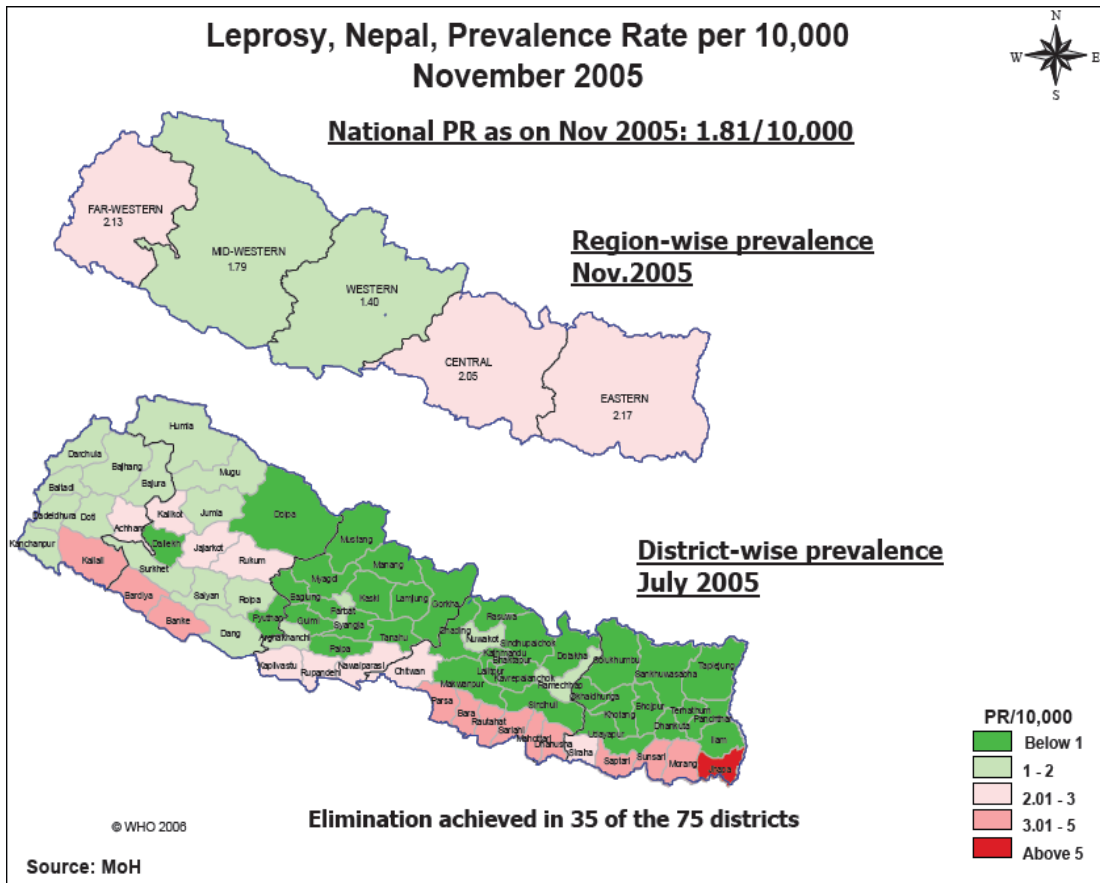 Leprosy, Nepal, Prevalence Rate per 10,000
November 2005
N
W E
S
National PR as on Nov 2005: 1.81/10,000
FAR-WESTERN
2.13
MID-WESTERN
1.79
WESTERN
1.40
CENTRAL
2.05
EASTERN
2.17
Region-wise prevalence
Nov.2005
Humla
Darchula
Bajhang
Mugu
Baitadi
Bajura
Dadeldhura
Doti
Achham
Kalikot
Jumla
Dolpa
Kanchanpur
Kailali
Dailekh
Jajarkot
Rukum
Mustang
Surkhet
Manang
Myagdi
Bardiya
Salyan
Rolpa
Baglung
Parbat
Kaski
Lamjung
Gorkha
Banke
Dang
Pyuthan
Gulmi
Syangja
Arghakhanchi
Palpa
Tanahu
Dhading
Rasuwa
Nuwakot
Sindhupalchok
Kathmandu
Bhaktapur
Dolakha
Kapilvastu
Rupandehi
Nawalparasi
Chitwan
Lalitpur
Kavrepalanchok
Makwanpur
Ramechhap
Sindhuli
Solukhumbu
Sankhuwasabha
Taplejung
Okhaldhunga
Khotang
Bhojpur
Terhathum
Dhankuta
Panchthar
Ilam
Udayapur
Parsa
Bara
Rautahat
Sarlahi
Mahottari
Dhanusha
Siraha
Saptari
Sunsari
Morang
Jhapa
District-wise prevalence
July 2005
PR/10,000
Below 1
1 - 2
2.01 - 3
3.01 - 5
Above 5
Elimination achieved in 35 of the 75 districts
© WHO 2006
Source: MoH